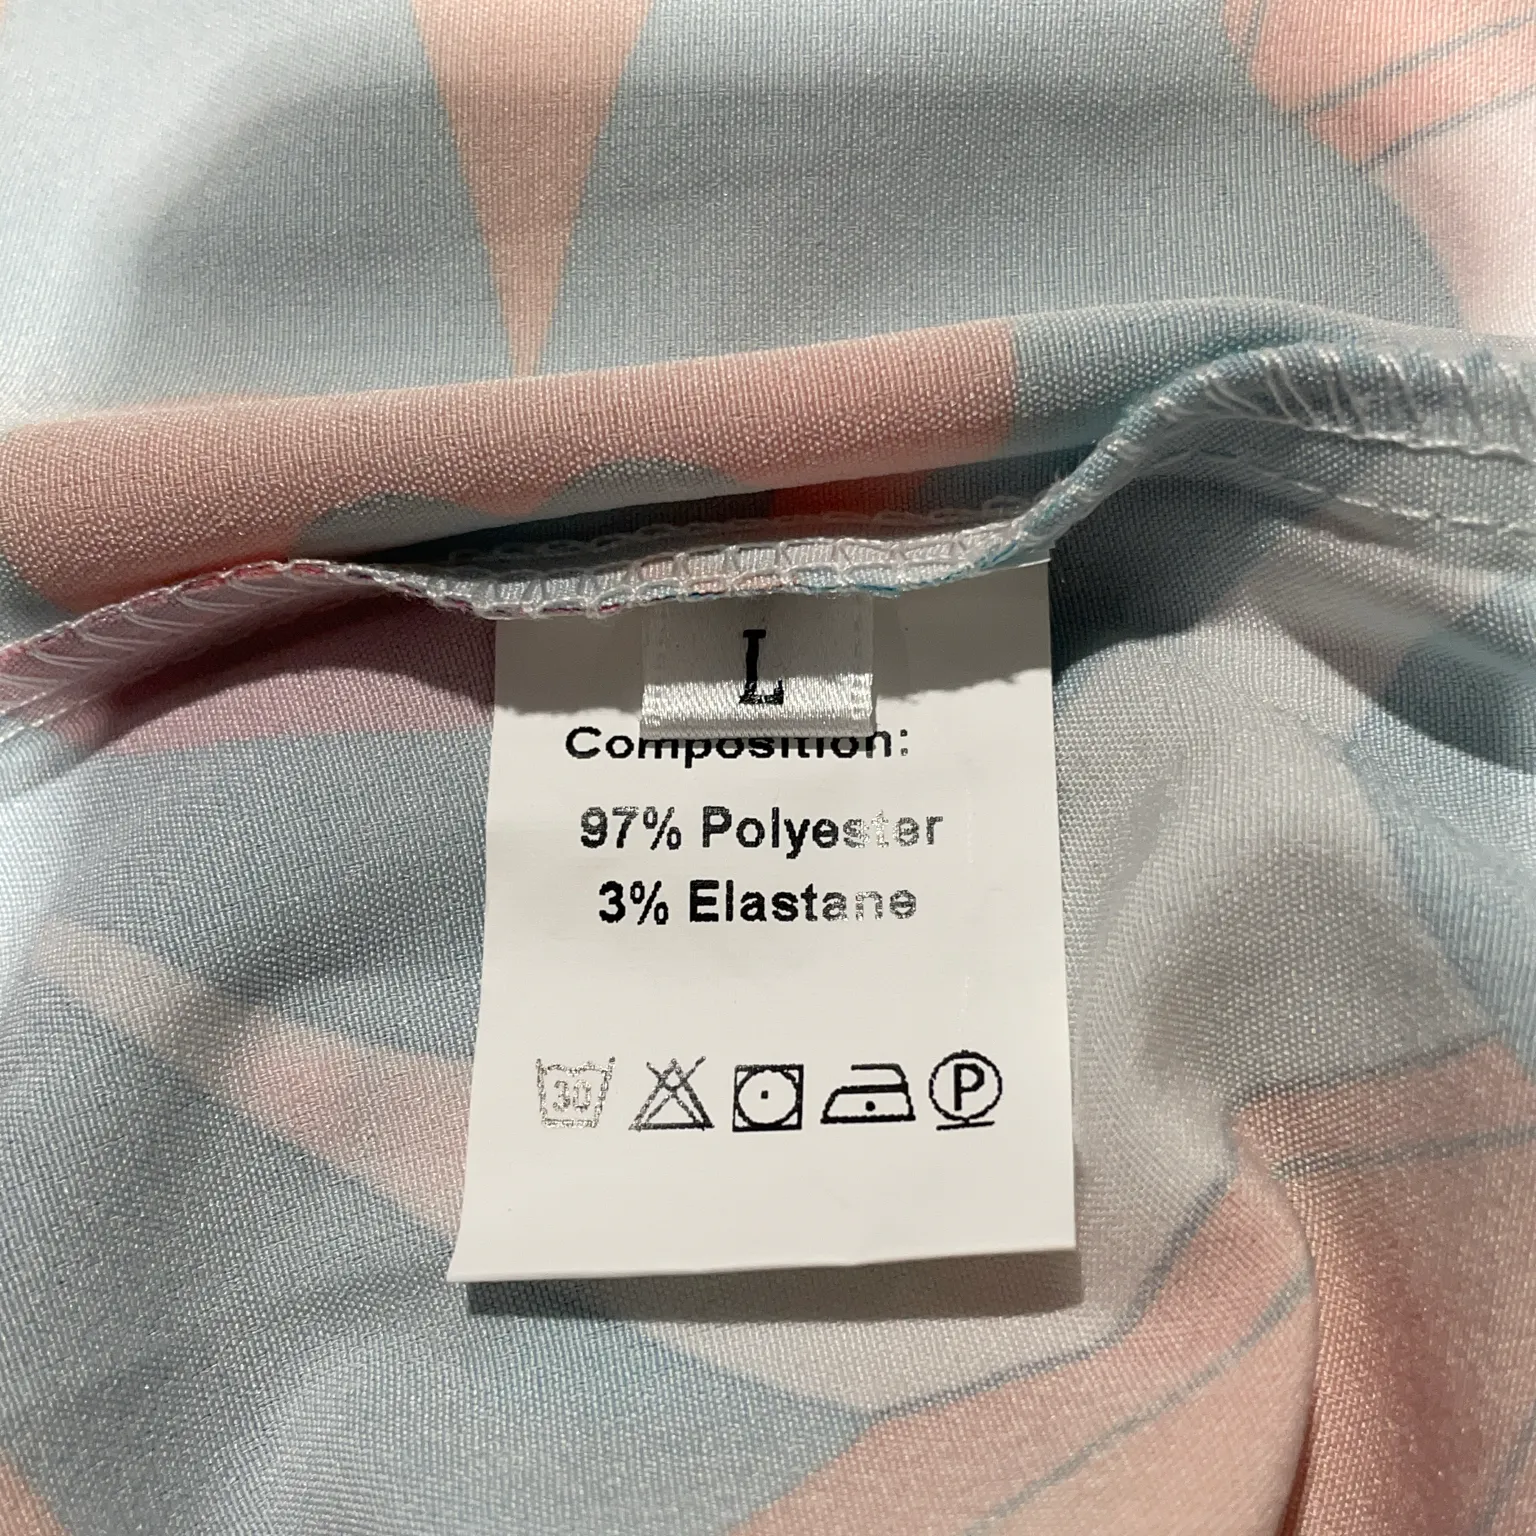 L
Composition:
97% Polyester
3% Elastane
30
P